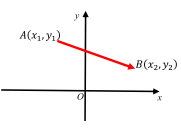 y
A(x₁, y₁)
B(x₂, y₂)
O
x